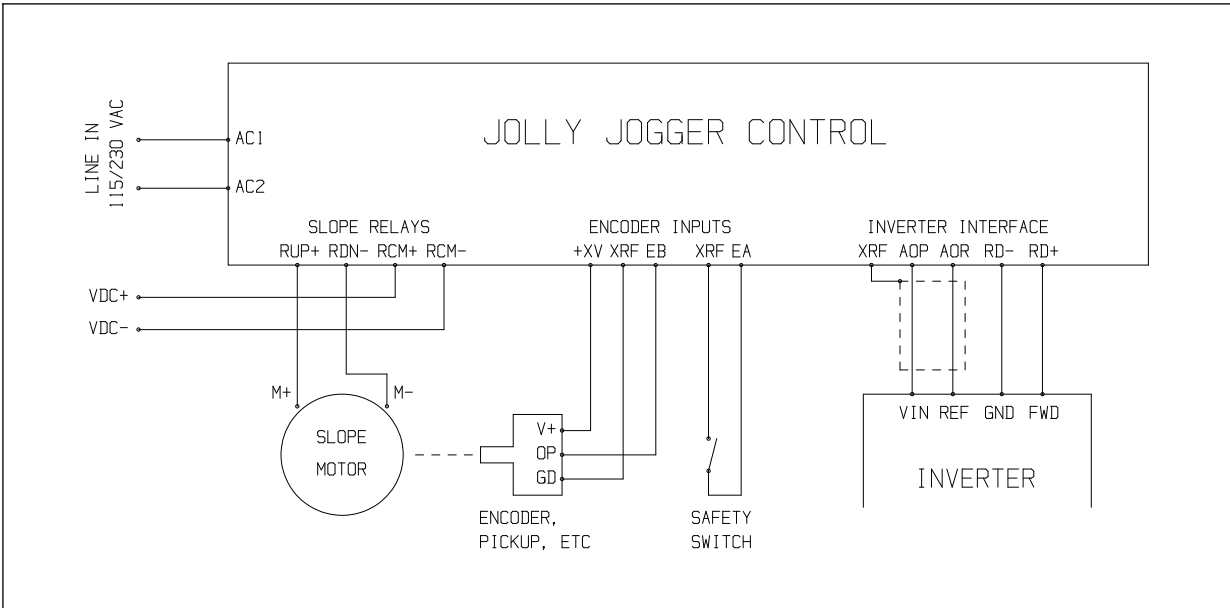 LINE IN
115/230 VAC
AC1
AC2
JOLLY JOGGER CONTROL
SLOPE RELAYS
RUP+ RDN- RCM+ RCM-
ENCODER INPUTS
+XV XRF EB XRF EA
INVERTER INTERFACE
XRF AOP AOR RD- RD+
VDC+
VDC-
M+
M-
SLOPE
MOTOR
V+
OP
GD
ENCODER,
PICKUP, ETC
SAFETY
SWITCH
VIN REF GND FWD
INVERTER